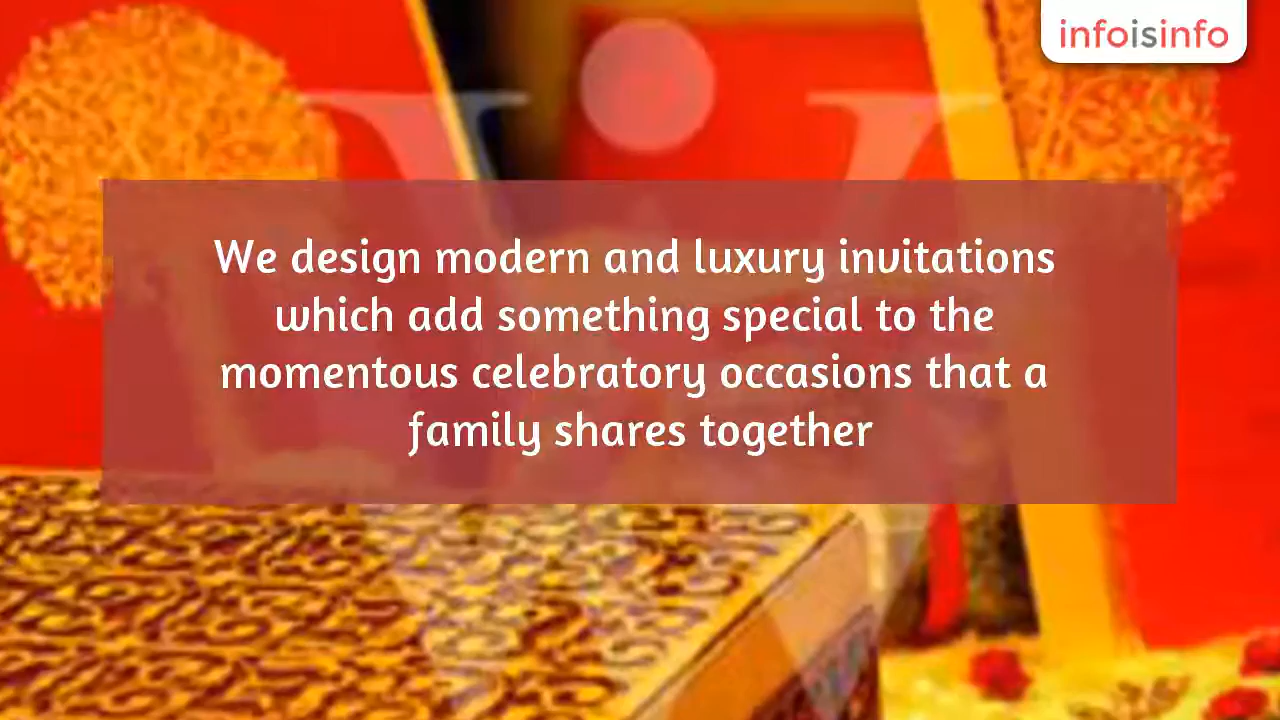 infoisinfo
We design modern and luxury invitations
which add something special to the
momentous celebratory occasions that a
family shares together